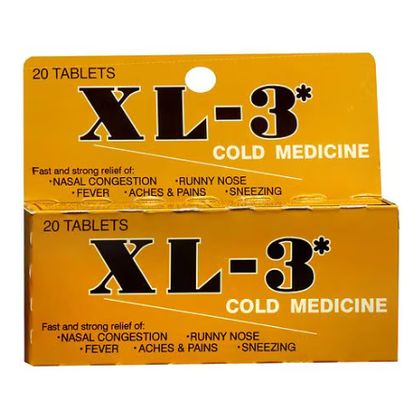 20 TABLETS
XL-3*
COLD MEDICINE
Fast and strong relief of:
·NASAL CONGESTION ·RUNNY NOSE
·FEVER ·ACHES & PAINS ·SNEEZING
20 TABLETS
XL-3*
COLD MEDICINE
Fast and strong relief of:
·NASAL CONGESTION ·RUNNY NOSE
·FEVER ·ACHES & PAINS ·SNEEZING